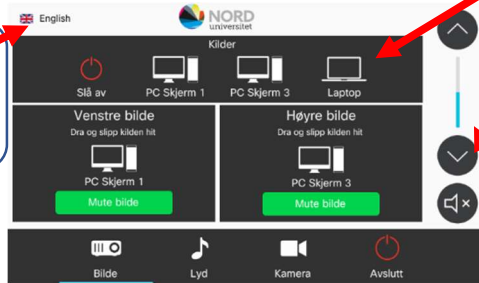 English
NORD
universitet
Kilder
Slå av
PC Skjerm 1
PC Skjerm 3
Laptop
Venstre bilde
Dra og slipp kilden hit
PC Skjerm 1
Mute bilde
Høyre bilde
Dra og slipp kilden hit
PC Skjerm 3
Mute bilde
Bilde
Lyd
Kamera
Avslutt